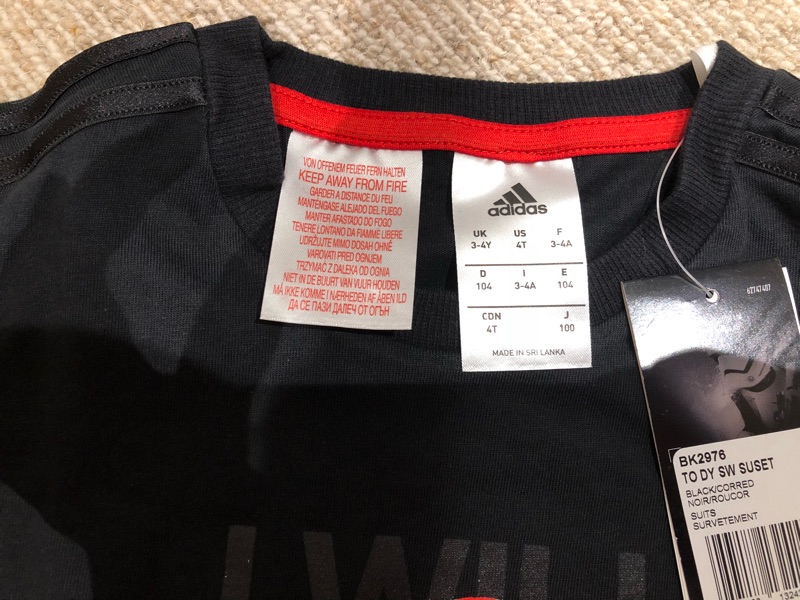 VON OFFENEM FEUER FERN HALTEN
KEEP AWAY FROM FIRE
GARDER A DISTANCE DU FEU
MANTÉNGASE ALEJADO DEL FUEGO
MANTER AFASTADO DO FOGO
TENERE LONTANO DA FIAMME LIBERE
UDRŽUJTE MIMO DOSAH OHNĚ
VAROVATI PRED OGNJEM
TRZYMAĆ Z DALEKA OD OGNIA
NIET IN DE BUURT VAN VUUR HOUDEN
MÅ IKKE KOMME I NÆRHEDEN AF ÅBEN ILD
ДА СЕ ПАЗИ ДАЛЕЧ ОТ ОГЪН
adidas
UK US F
3-4Y 4T 3-4A
D I E
104 3-4A 104
CDN J
4T 100
MADE IN SRI LANKA
BK2976
TO DY SW SUSET
BLACK/CORRED
NOIR/ROUCOR
SUITS
SURVETEMENT
I WILL